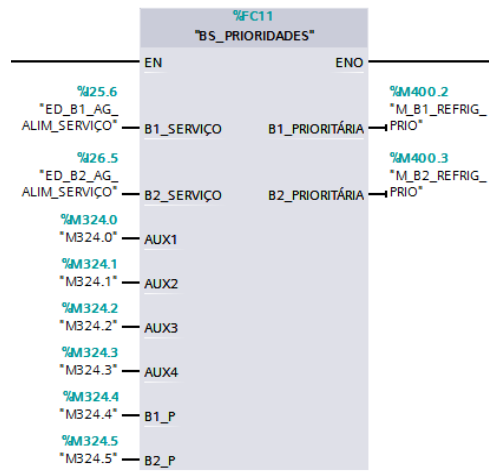 %FC11
"BS_PRIORIDADES"
EN ENO
%I25.6
"ED_B1_AG_
ALIM_SERVIÇO"
B1_SERVIÇO
B1_PRIORITÁRIA
%M400.2
"M_B1_REFRIG_
PRIO"
%I26.5
"ED_B2_AG_
ALIM_SERVIÇO"
B2_SERVIÇO
B2_PRIORITÁRIA
%M400.3
"M_B2_REFRIG_
PRIO"
%M324.0
"M324.0" AUX1
%M324.1
"M324.1" AUX2
%M324.2
"M324.2" AUX3
%M324.3
"M324.3" AUX4
%M324.4
"M324.4" B1_P
%M324.5
"M324.5" B2_P